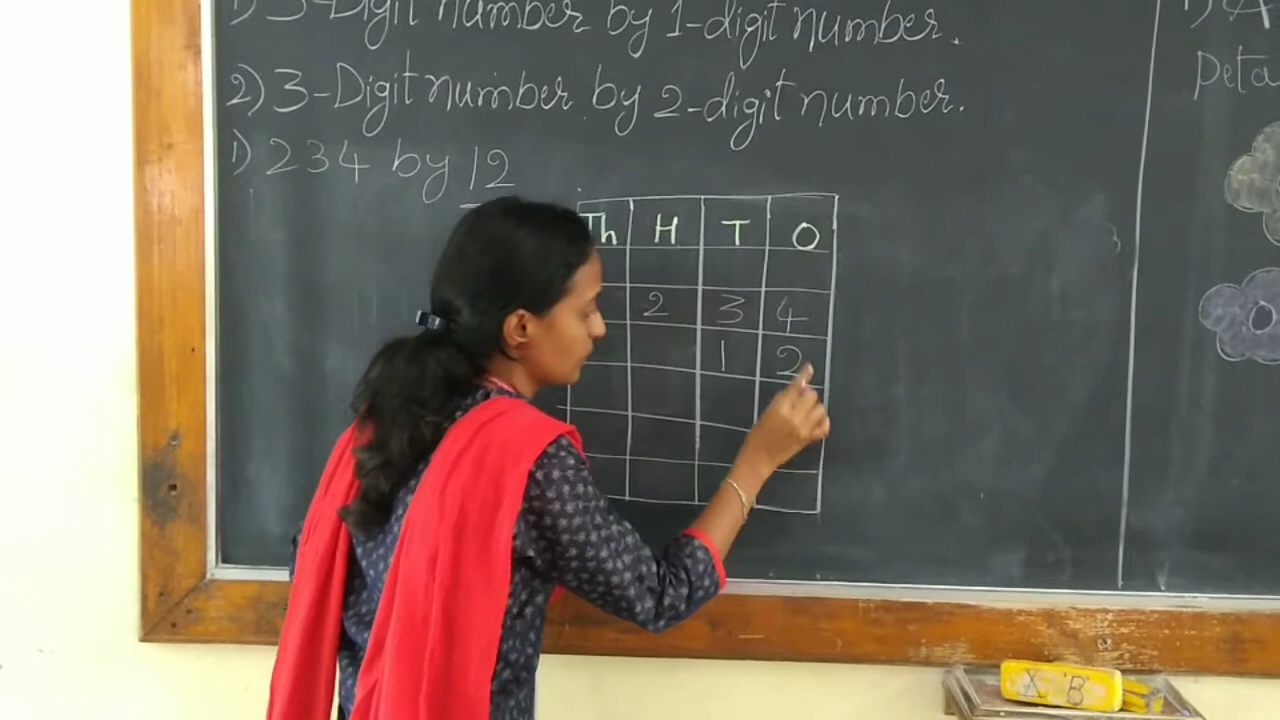 1) 3-Digit number by 1-digit number.
2) 3-Digit number by 2-digit number.
1) 234 by 12
Th H T O
2 3 4
1 2
1) A
Peta
X 'B'